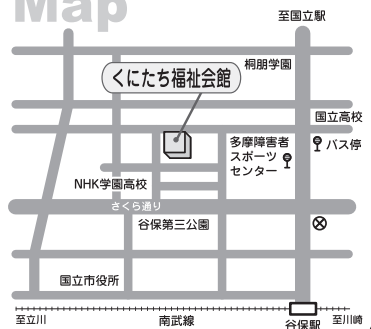 Map
至国立駅
桐朋学園
くにたち福祉会館
国立高校
多摩障害者
スポーツ
センター
バス停
NHK学園高校
さくら通り
谷保第三公園
国立市役所
至立川
南武線
谷保駅
至川崎